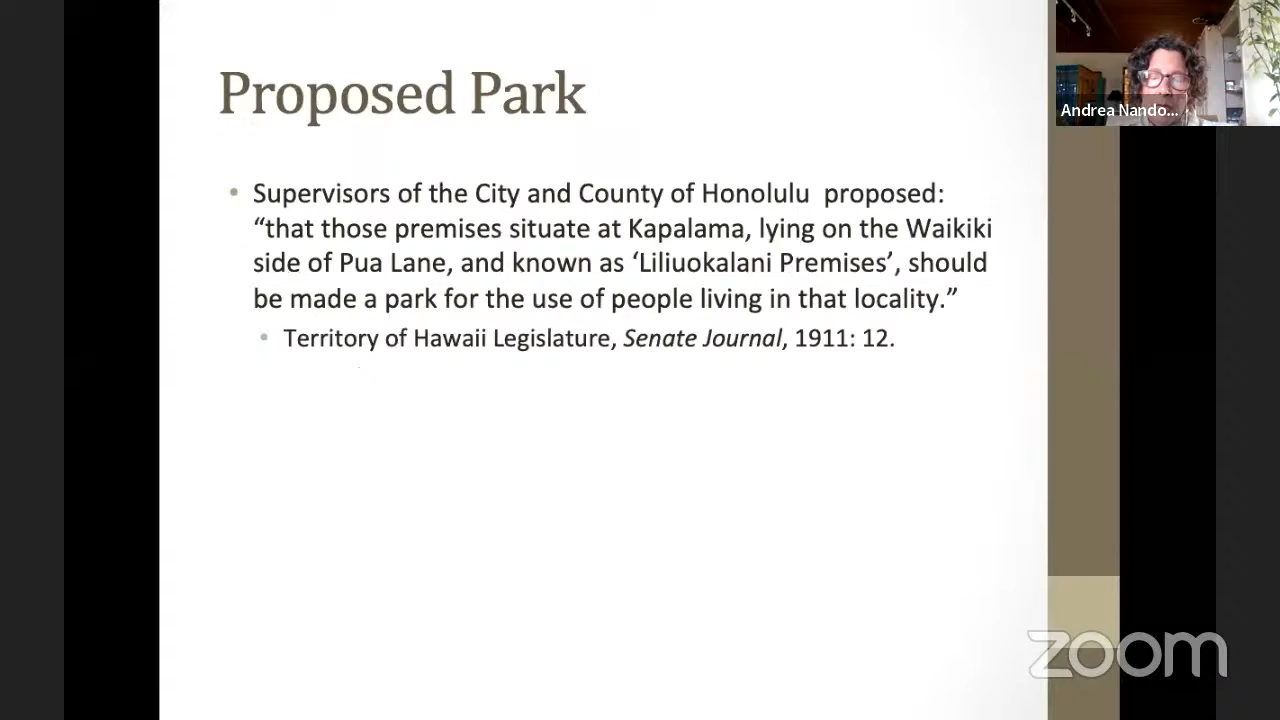 Proposed Park
Andrea Nando...
• Supervisors of the City and County of Honolulu proposed:
“that those premises situate at Kapalama, lying on the Waikiki
side of Pua Lane, and known as ‘Liliuokalani Premises’, should
be made a park for the use of people living in that locality.”
• Territory of Hawaii Legislature, Senate Journal, 1911: 12.
zoom